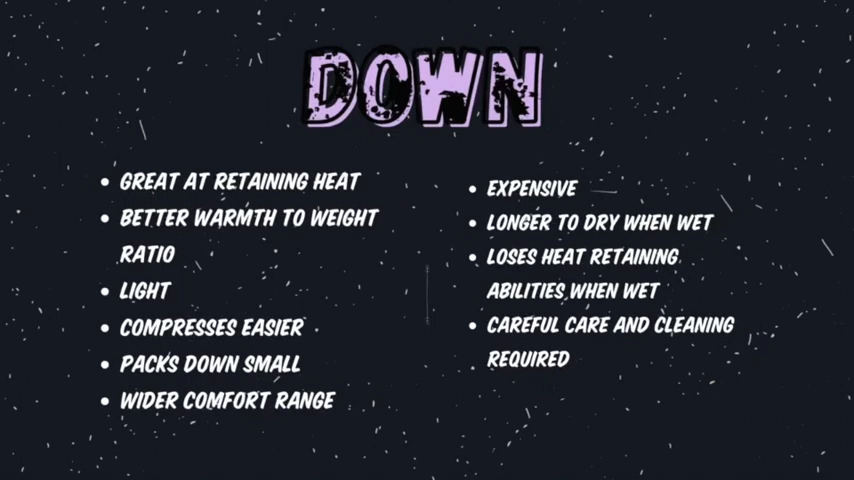 DOWN
• GREAT AT RETAINING HEAT
• BETTER WARMTH TO WEIGHT
RATIO
• LIGHT
• COMPRESSES EASIER
• PACKS DOWN SMALL
• WIDER COMFORT RANGE
• EXPENSIVE
• LONGER TO DRY WHEN WET
• LOSES HEAT RETAINING
ABILITIES WHEN WET
• CAREFUL CARE AND CLEANING
REQUIRED